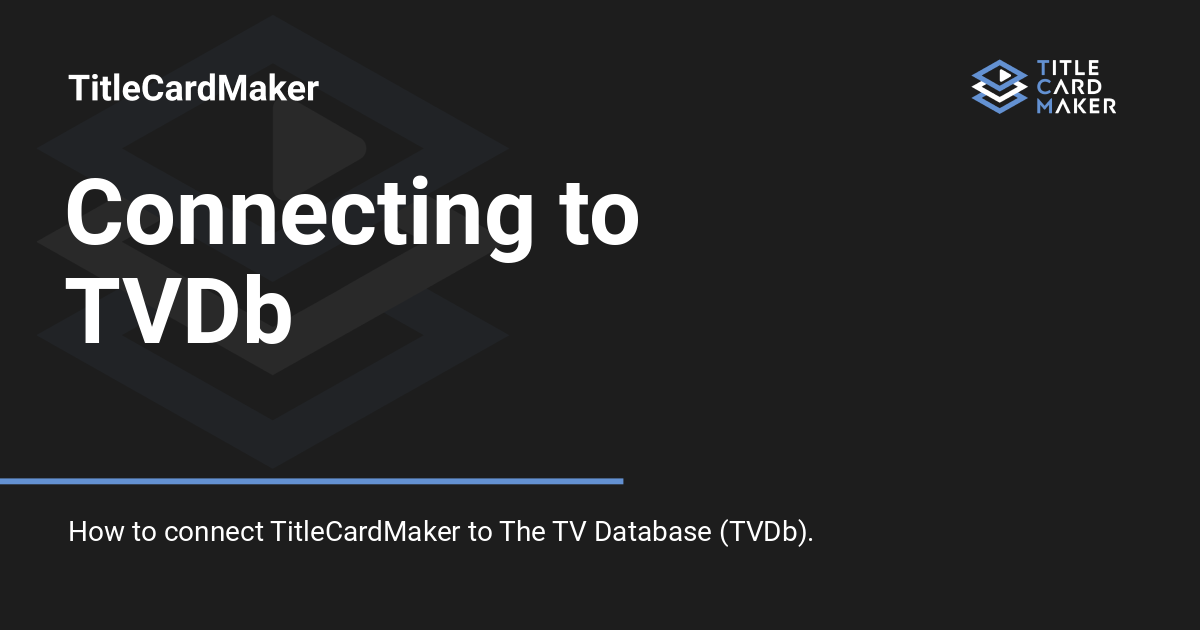 TitleCardMaker
TITLE
CARD
MAKER
Connecting to
TVDb
How to connect TitleCardMaker to The TV Database (TVDb).